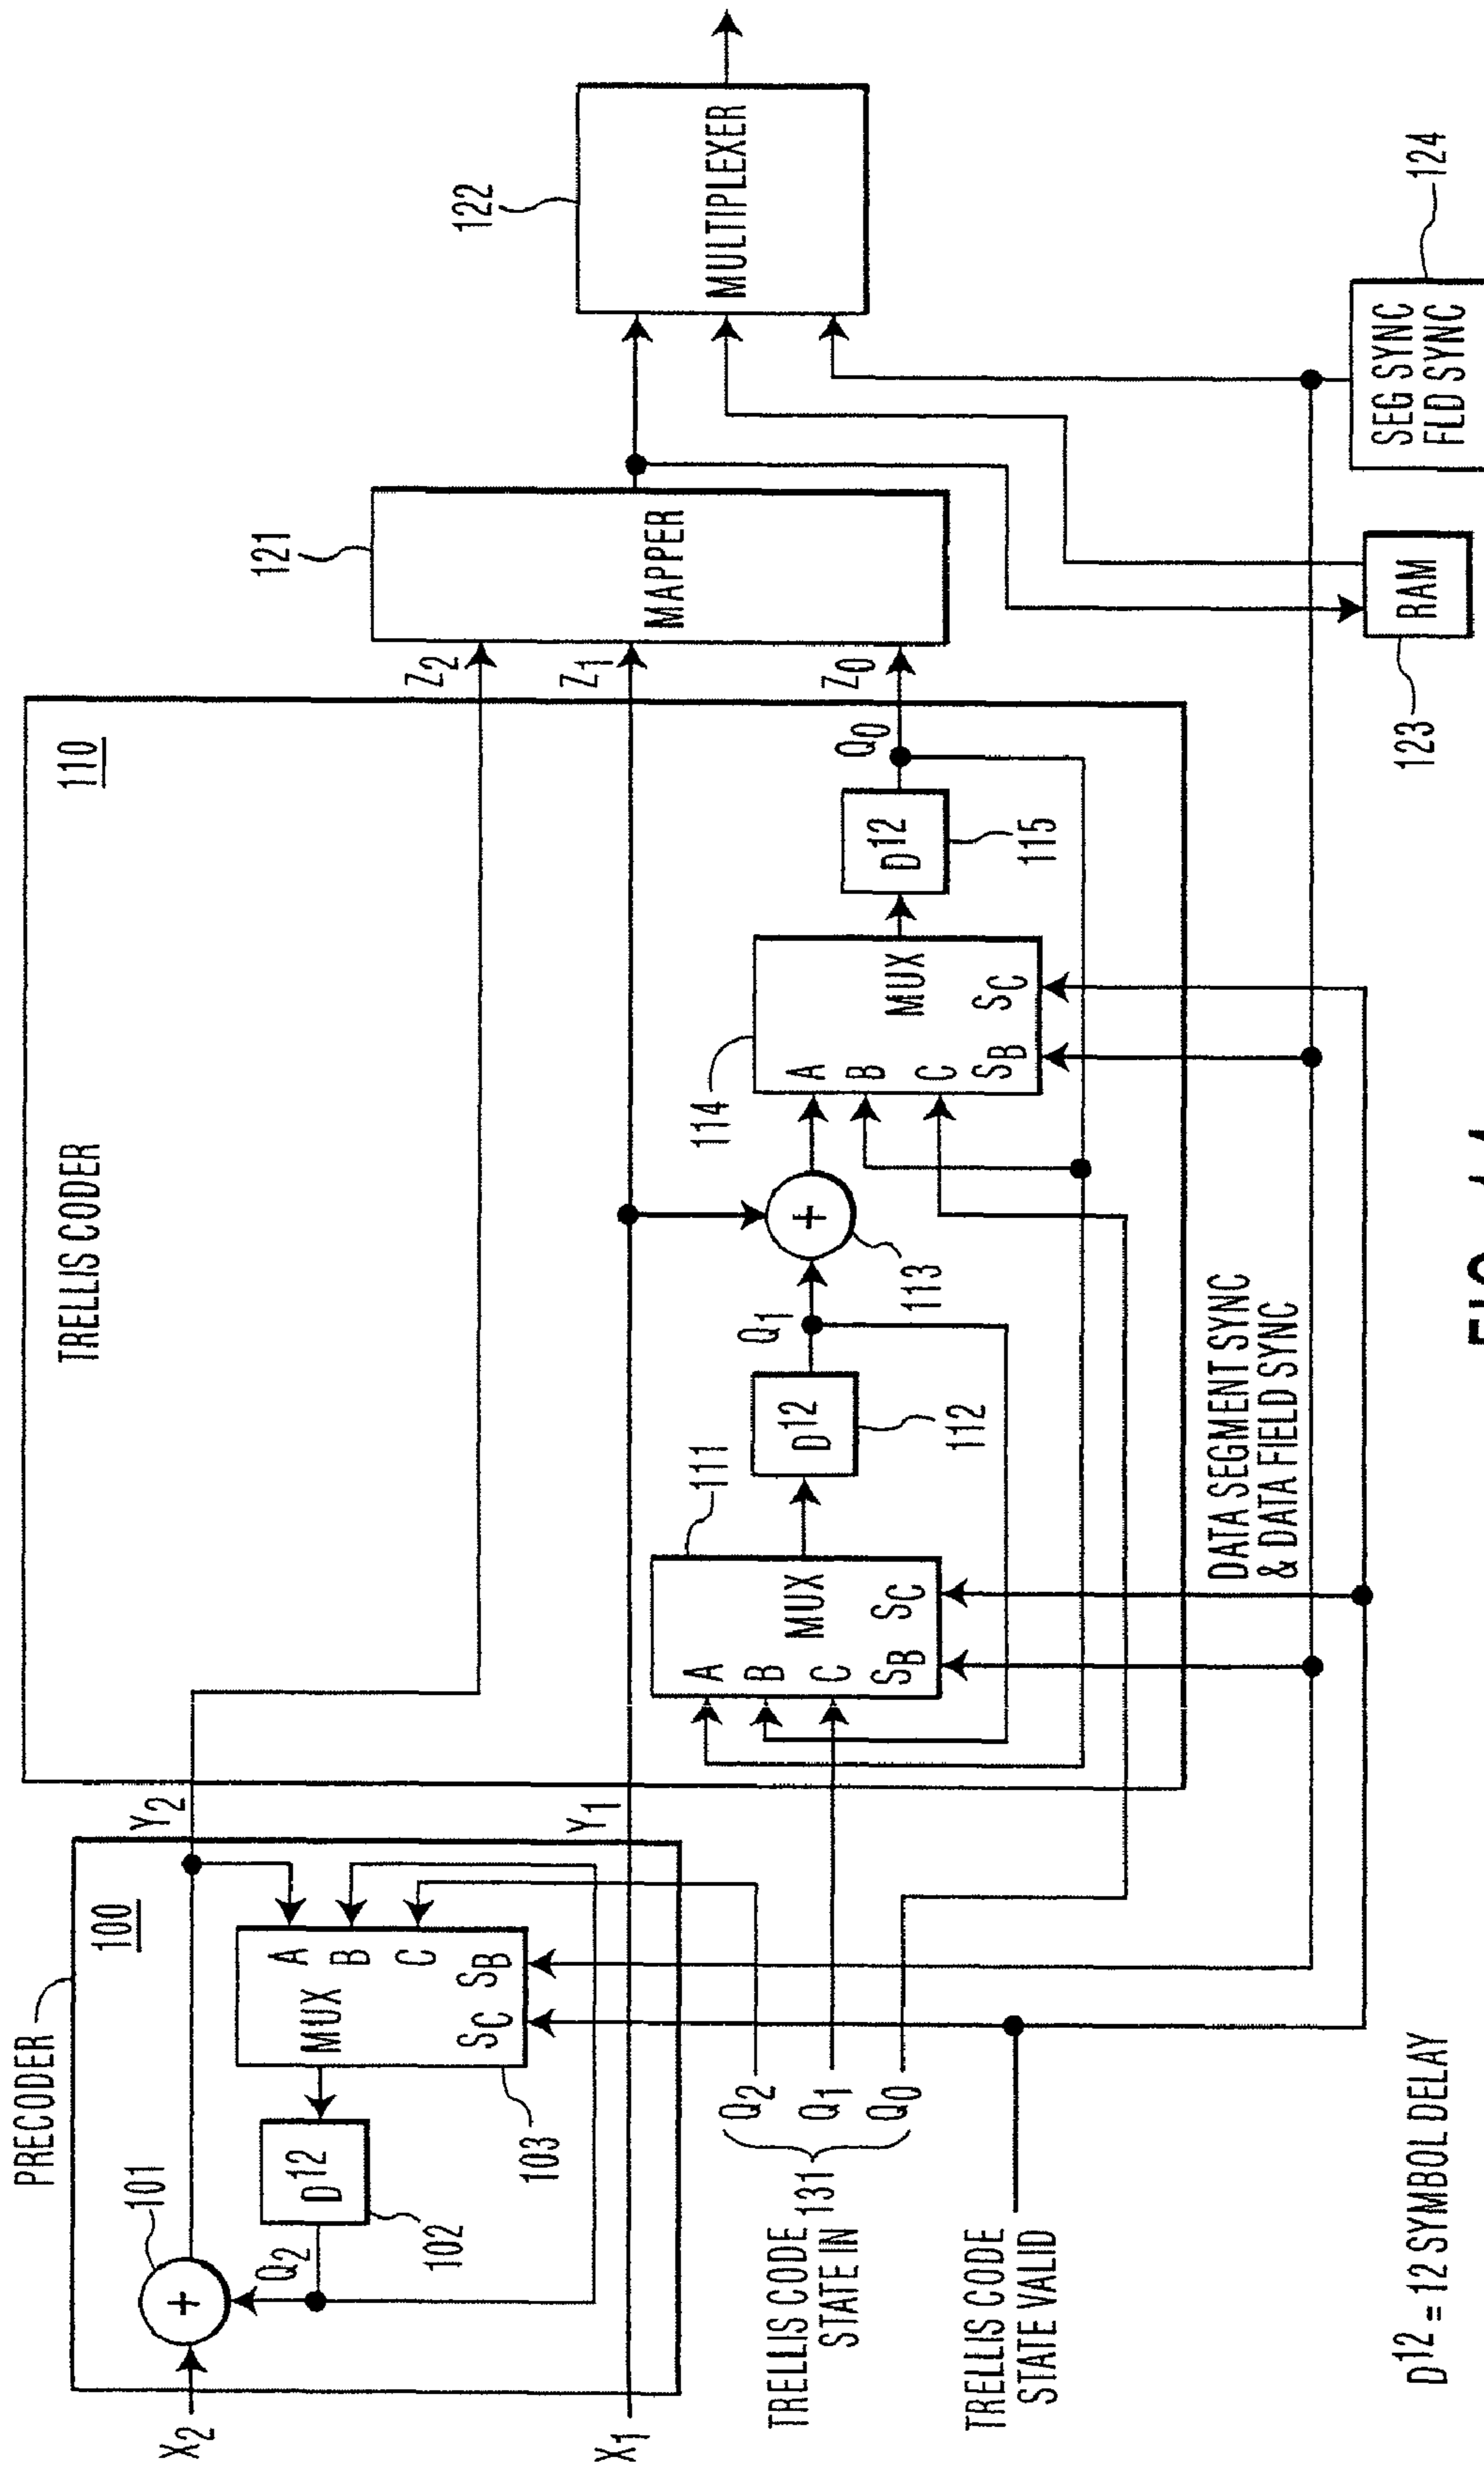 PRECODER
100
101
X2
+
Q2
D12
102
MUX
A
B
C
SC
SB
103
Y2
X1
Y1
TRELLIS CODER
110
TRELLIS CODE
STATE IN
131
Q2
Q1
Q0
TRELLIS CODE
STATE VALID
111
A
B
C
MUX
SB
SC
D12
112
Q1
+
113
114
A
B
C
MUX
SB
SC
D12
115
Q0
Z2
Z1
Z0
DATA SEGMENT SYNC
& DATA FIELD SYNC
121
MAPPER
122
MULTIPLEXER
RAM
123
SEG SYNC
FLD SYNC
124
D12 = 12 SYMBOL DELAY